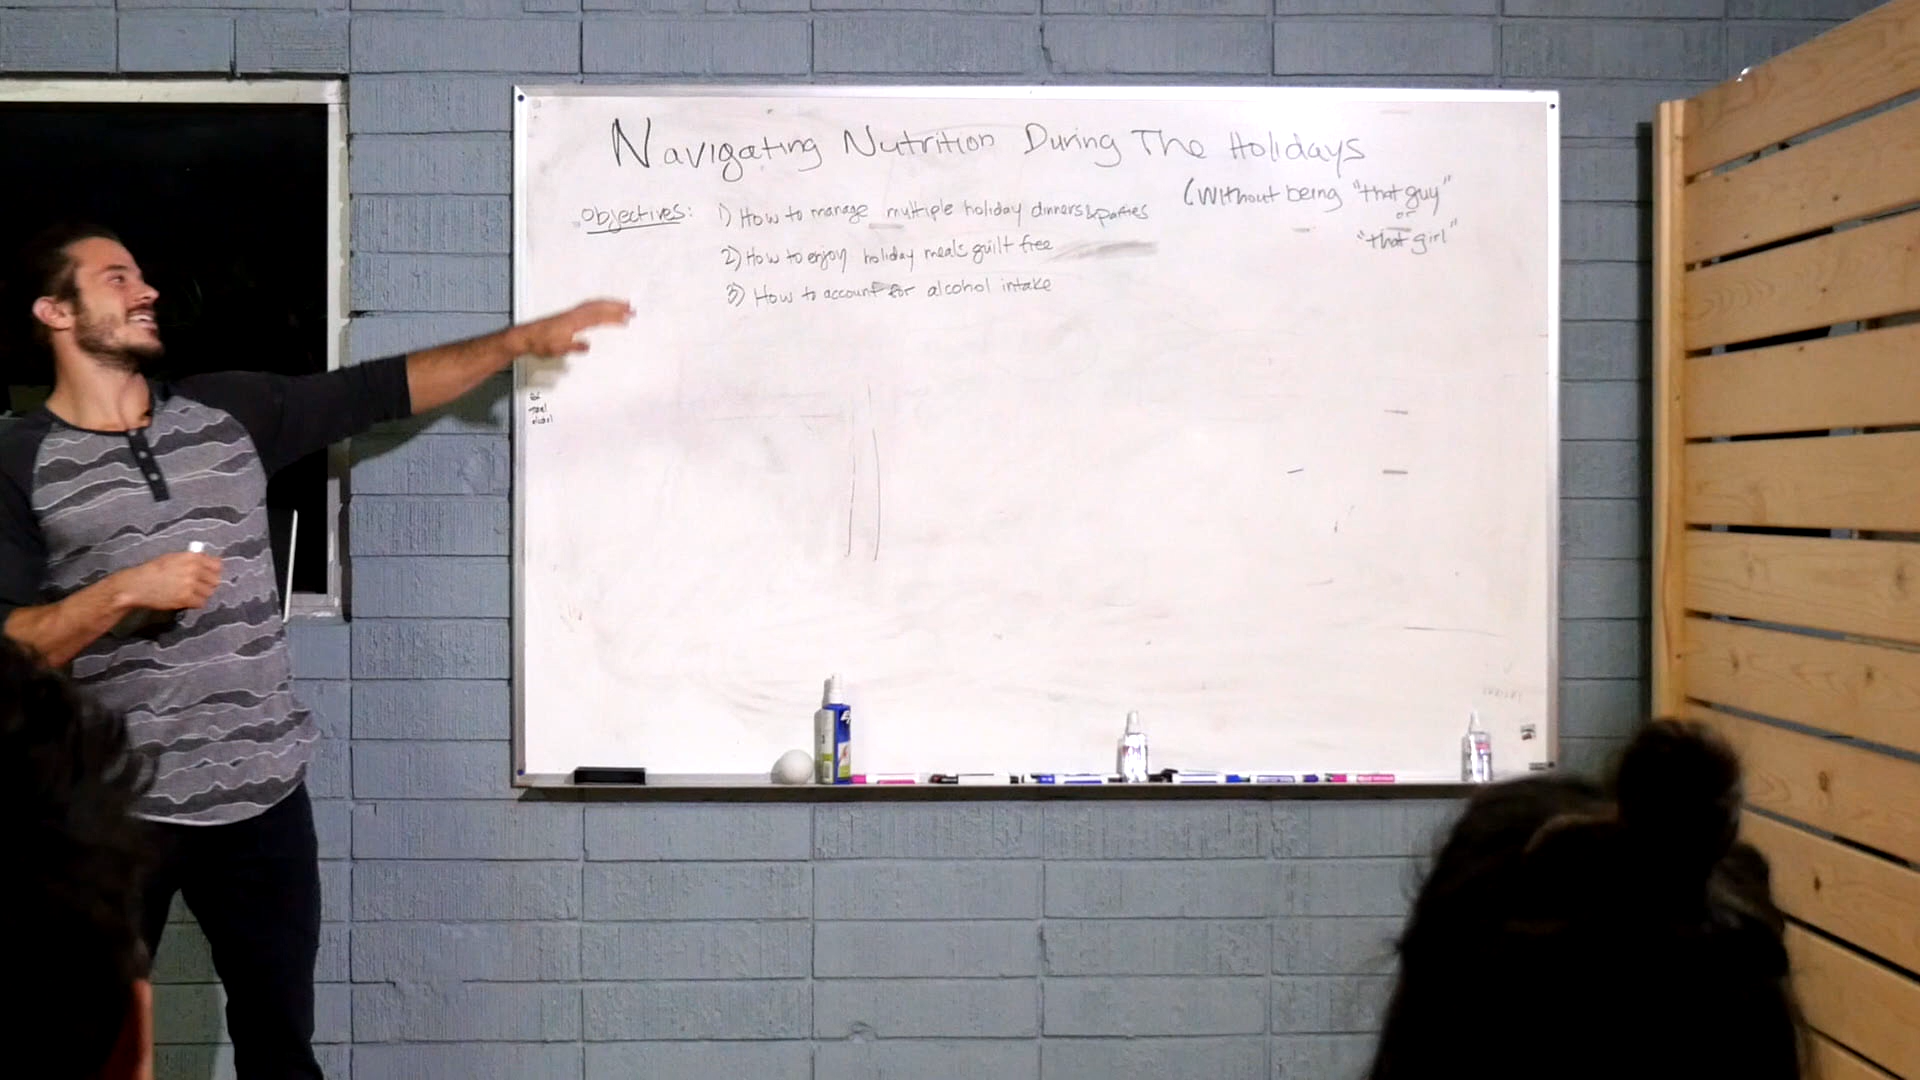 Navigating Nutrition During The Holidays
(Without being "that guy"
or
"that girl"
Objectives: 1) How to manage multiple holiday dinners & parties
2) How to enjoy holiday meals guilt free
3) How to account for alcohol intake